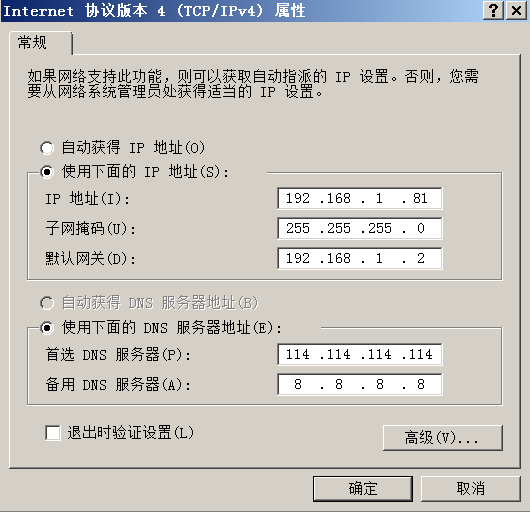 Internet 协议版本 4 (TCP/IPv4) 属性
常规
如果网络支持此功能，则可以获取自动指派的 IP 设置。否则，您需
要从网络系统管理员处获得适当的 IP 设置。
自动获得 IP 地址(O)
使用下面的 IP 地址(S):
IP 地址(I): 192 .168 . 1 . 81
子网掩码(U): 255 .255 .255 . 0
默认网关(D): 192 .168 . 1 . 2
自动获得 DNS 服务器地址(B)
使用下面的 DNS 服务器地址(E):
首选 DNS 服务器(P): 114 .114 .114 .114
备用 DNS 服务器(A): 8 . 8 . 8 . 8
退出时验证设置(L)
高级(V)...
确定 取消